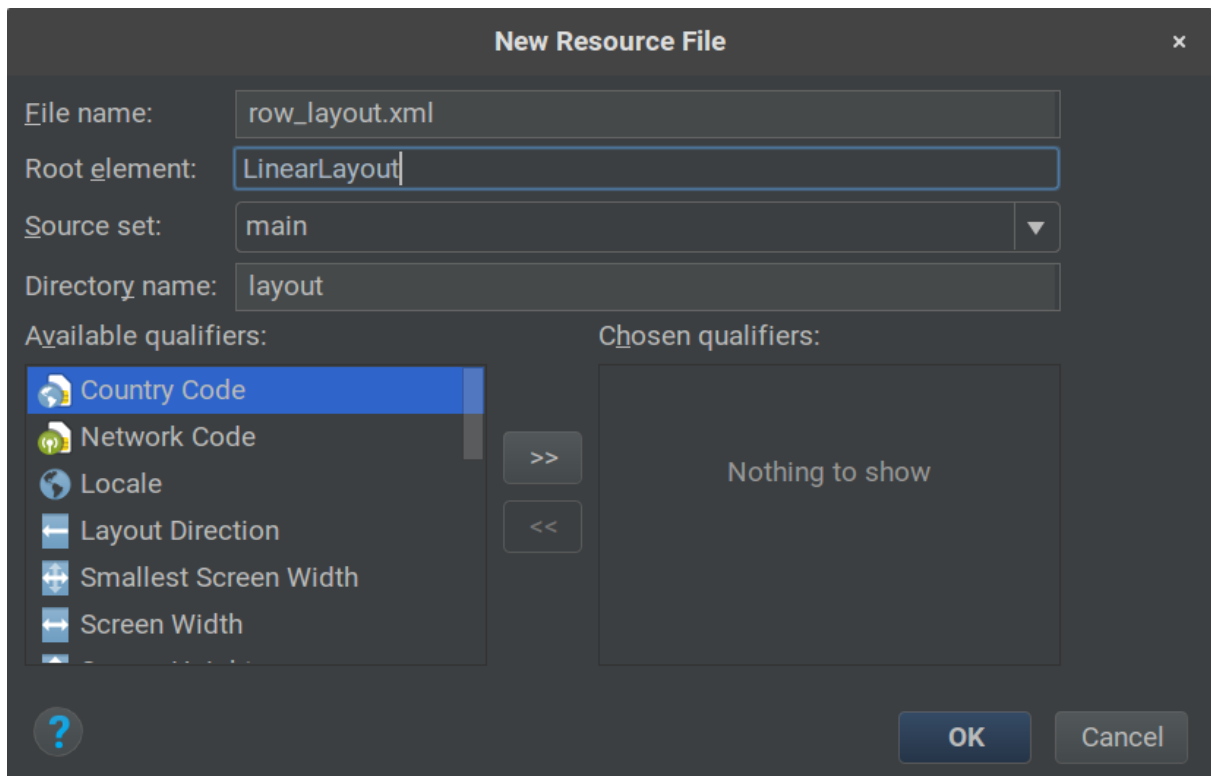 New Resource File ×
File name: row_layout.xml
Root element: LinearLayout
Source set: main
Directory name: layout
Available qualifiers: Chosen qualifiers:
Country Code
Network Code
Locale
Layout Direction
Smallest Screen Width
Screen Width
>>
<<
Nothing to show
?
OK Cancel